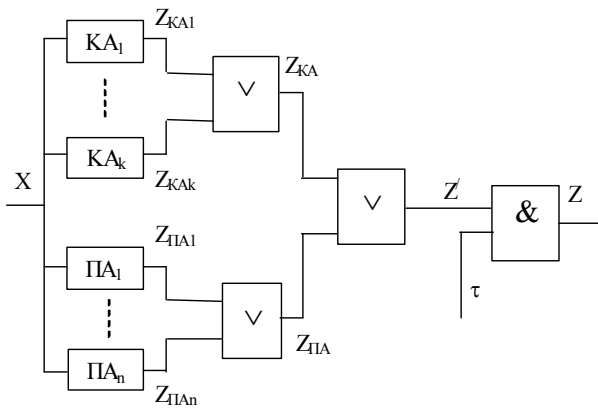 Z_КА1
КА_1
Z_КА
∨
КА_k
X
Z_КАk
Z′
Z
&
∨
Z_ПА1
ПА_1
τ
∨
Z_ПА
ПА_n
Z_ПАn